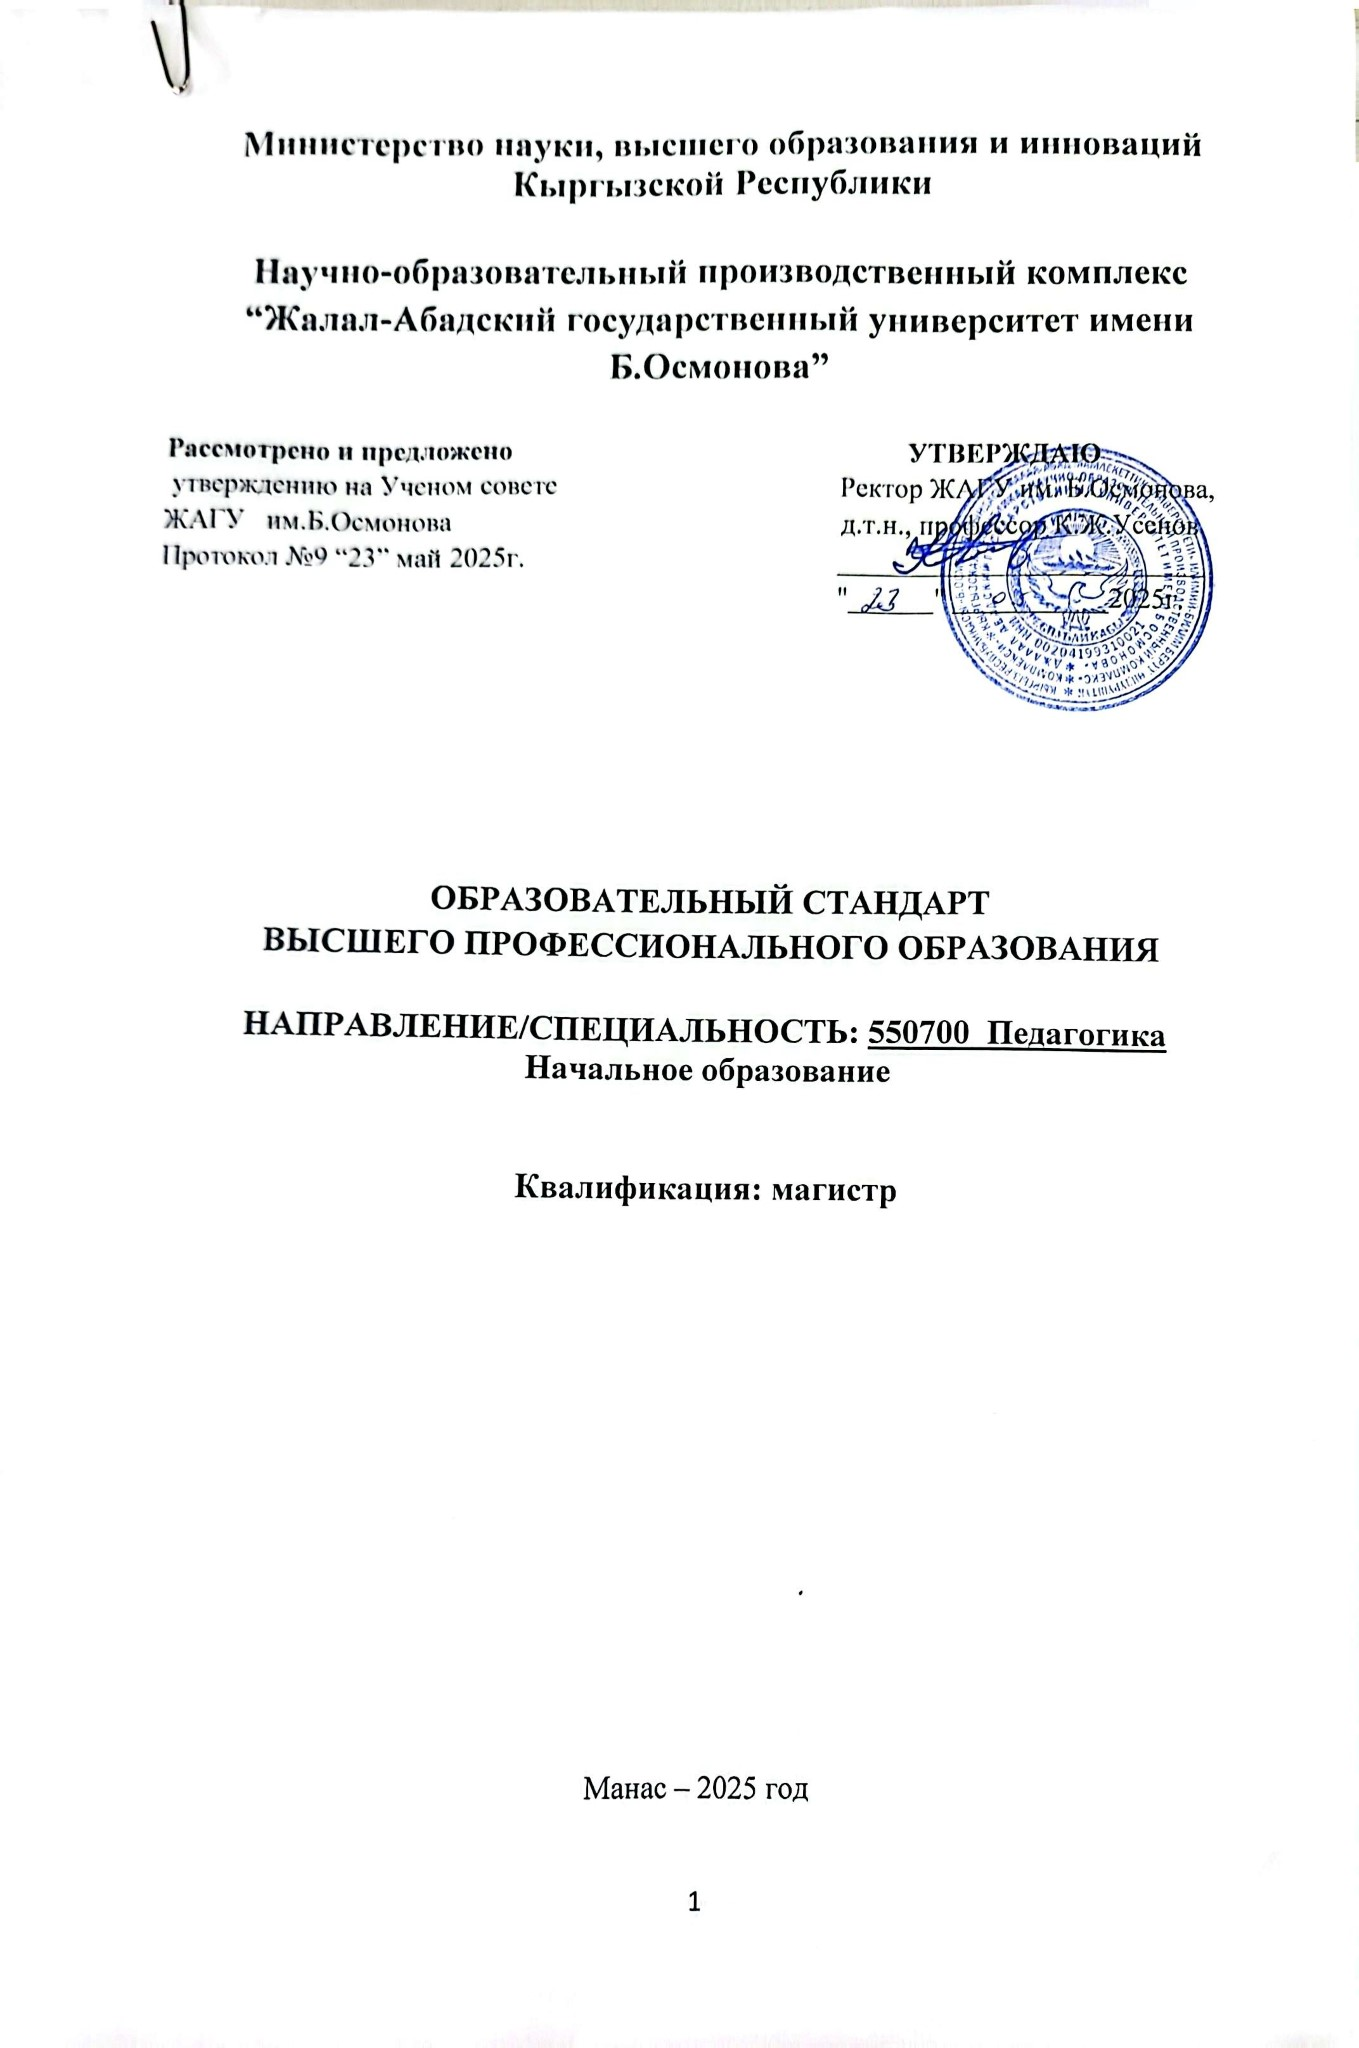 Министерство науки, высшего образования и инноваций
Кыргызской Республики
Научно-образовательный производственный комплекс
“Жалал-Абадский государственный университет имени
Б.Осмонова”
Рассмотрено и предложено
утверждению на Ученом совете
ЖАГУ им.Б.Осмонова
Протокол №9 “23” май 2025г.
УТВЕРЖДАЮ
Ректор ЖАГУ им. Б.Осмонова,
д.т.н., профессор К.Ж.Усенов
"23" 05 2025г.
ИНН 00204199310021
ОБРАЗОВАТЕЛЬНЫЙ СТАНДАРТ
ВЫСШЕГО ПРОФЕССИОНАЛЬНОГО ОБРАЗОВАНИЯ
НАПРАВЛЕНИЕ/СПЕЦИАЛЬНОСТЬ: 550700 Педагогика
Начальное образование
Квалификация: магистр
Манас – 2025 год
1